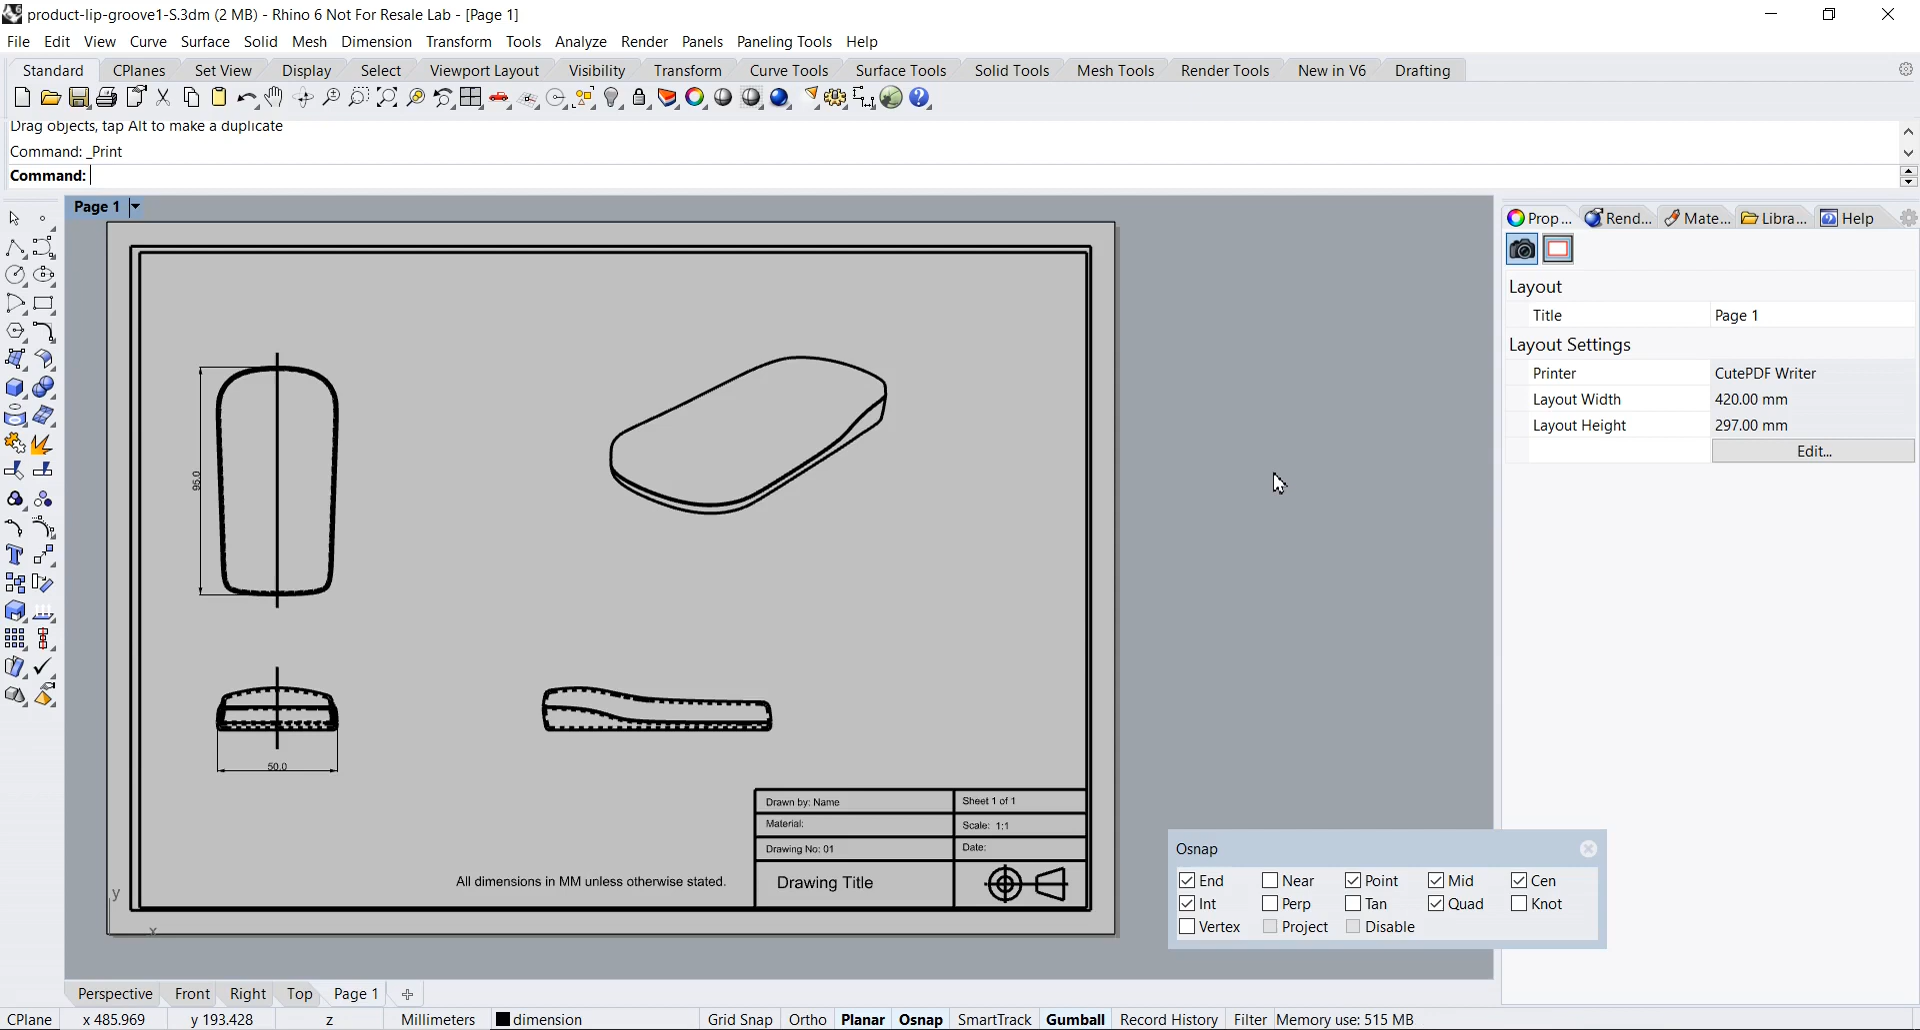 product-lip-groove1-S.3dm (2 MB) - Rhino 6 Not For Resale Lab - [Page 1]
File Edit View Curve Surface Solid Mesh Dimension Transform Tools Analyze Render Panels Paneling Tools Help
Standard CPlanes Set View Display Select Viewport Layout Visibility Transform Curve Tools Surface Tools Solid Tools Mesh Tools Render Tools New in V6 Drafting
Drag objects, tap Alt to make a duplicate
Command: _Print
Command:
Page 1
Prop ... Rend... Mate... Libra... Help
Layout
Title Page 1
Layout Settings
Printer CutePDF Writer
Layout Width 420.00 mm
Layout Height 297.00 mm
Edit...
95.0
50.0
Drawn by: Name Sheet 1 of 1
Material: Scale: 1:1
Drawing No: 01 Date:
All dimensions in MM unless otherwise stated. Drawing Title
y
x
Osnap
End Near Point Mid Cen
Int Perp Tan Quad Knot
Vertex Project Disable
Perspective Front Right Top Page 1
CPlane x 485.969 y 193.428 z Millimeters dimension Grid Snap Ortho Planar Osnap SmartTrack Gumball Record History Filter Memory use: 515 MB